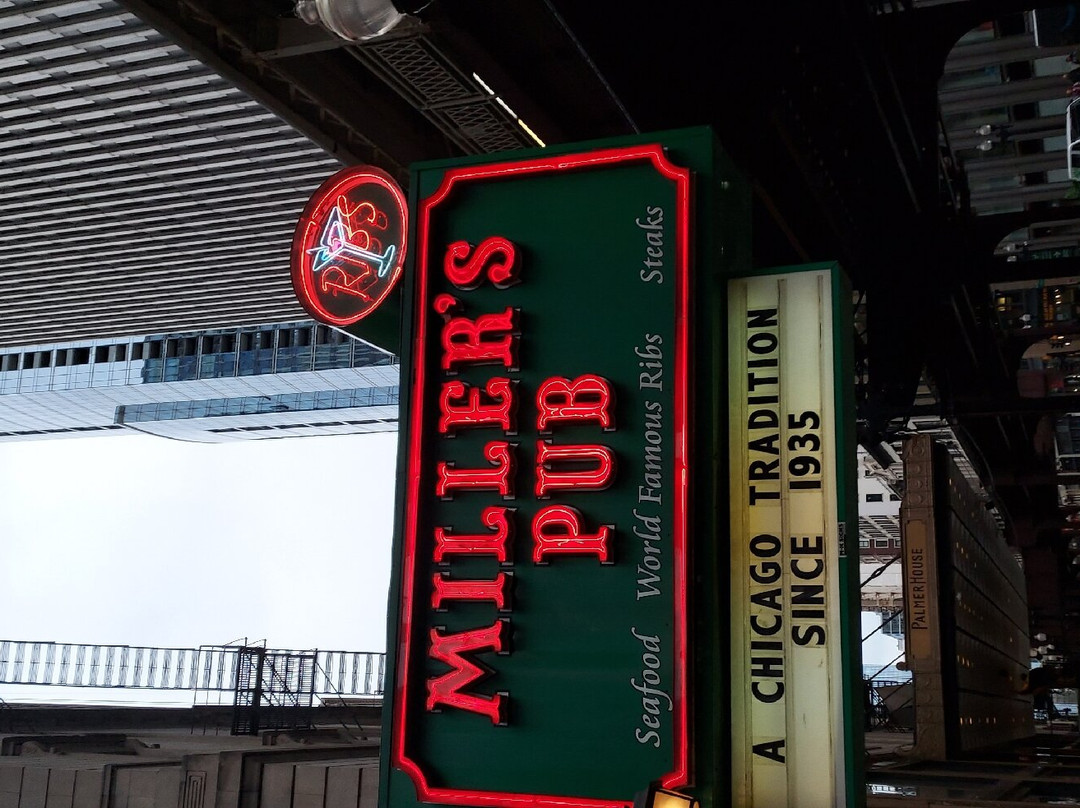 RIBS
MILLER'S
PUB
Seafood World Famous Ribs Steaks
A CHICAGO TRADITION
SINCE 1935
PALMER HOUSE